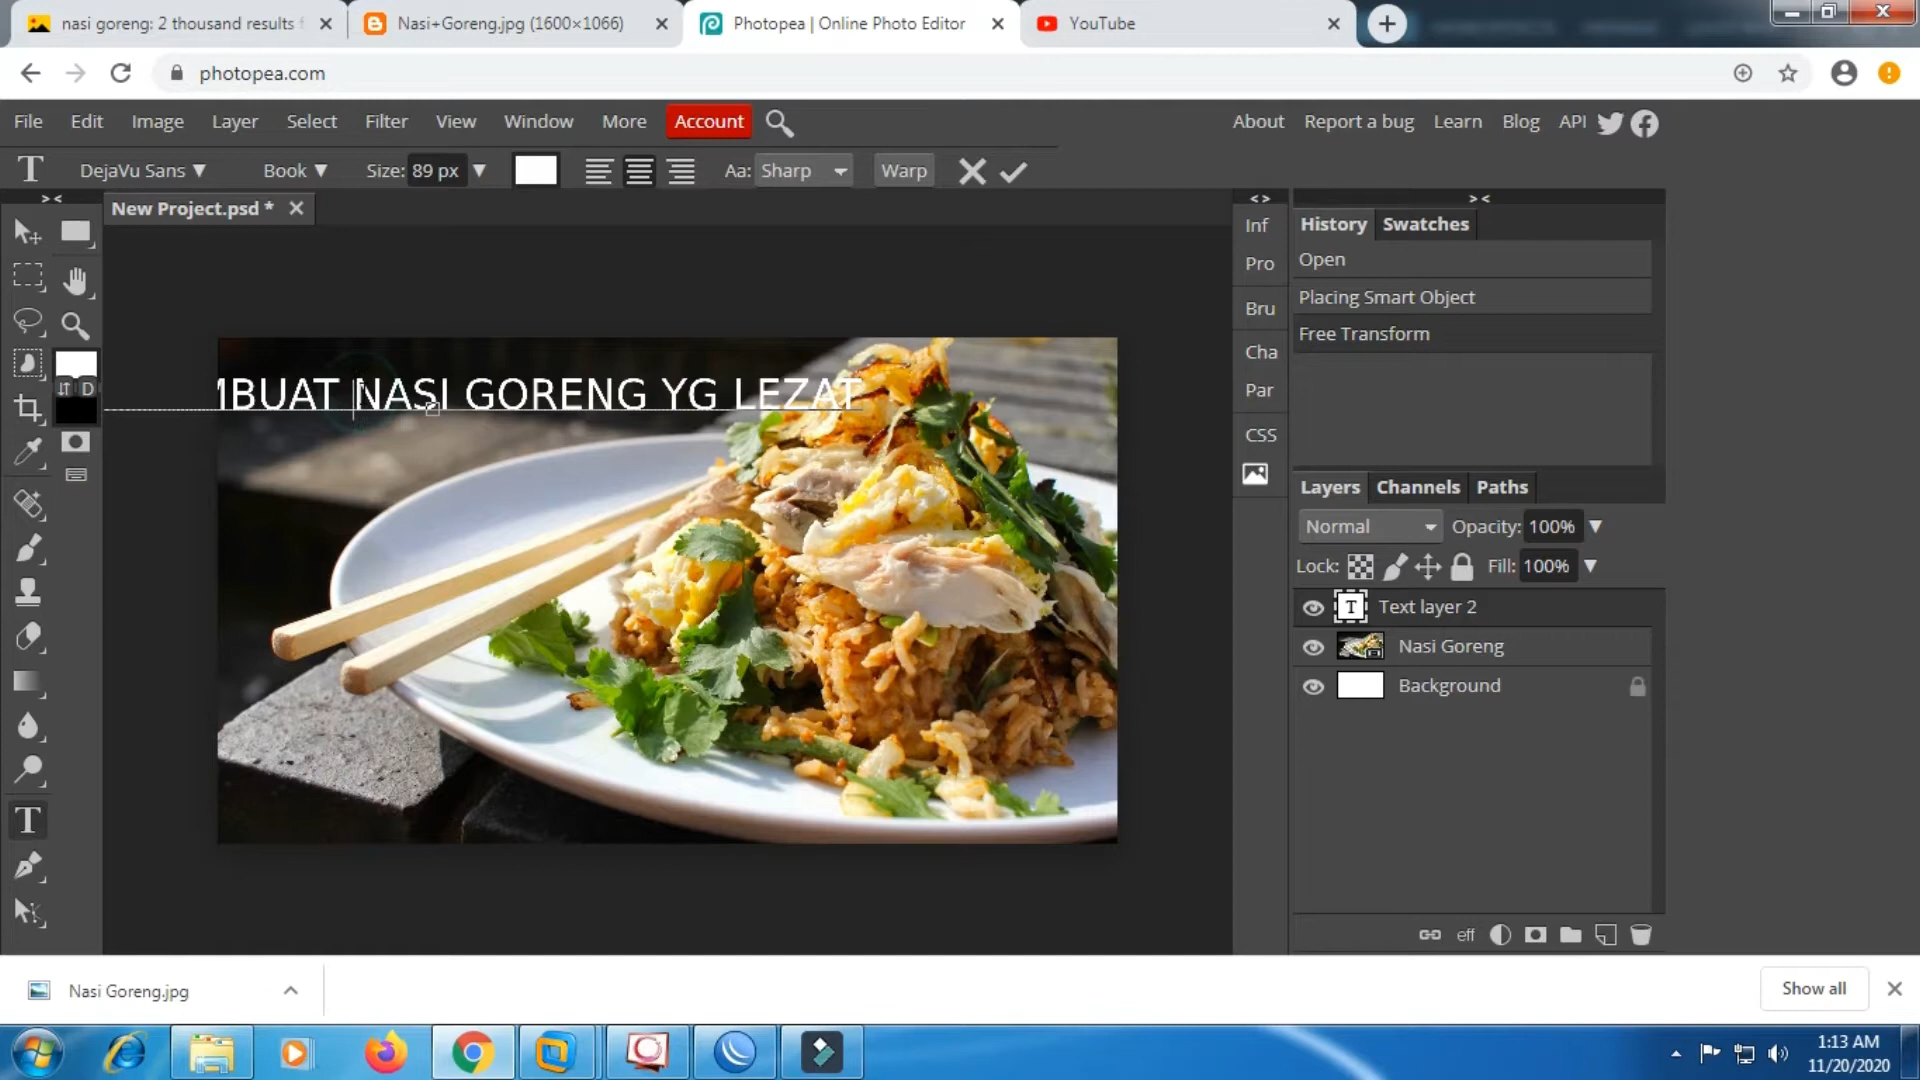 nasi goreng: 2 thousand results
Nasi+Goreng.jpg (1600×1066)
Photopea | Online Photo Editor
YouTube
photopea.com
File Edit Image Layer Select Filter View Window More Account About Report a bug Learn Blog API
DejaVu Sans Book Size: 89 px Aa: Sharp Warp
New Project.psd *
MBUAT NASI GORENG YG LEZAT
Inf
Pro
Bru
Cha
Par
CSS
D
History Swatches
Open
Placing Smart Object
Free Transform
Layers Channels Paths
Normal Opacity: 100%
Lock: Fill: 100%
T Text layer 2
Nasi Goreng
Background
eff
Nasi Goreng.jpg
Show all
1:13 AM
11/20/2020